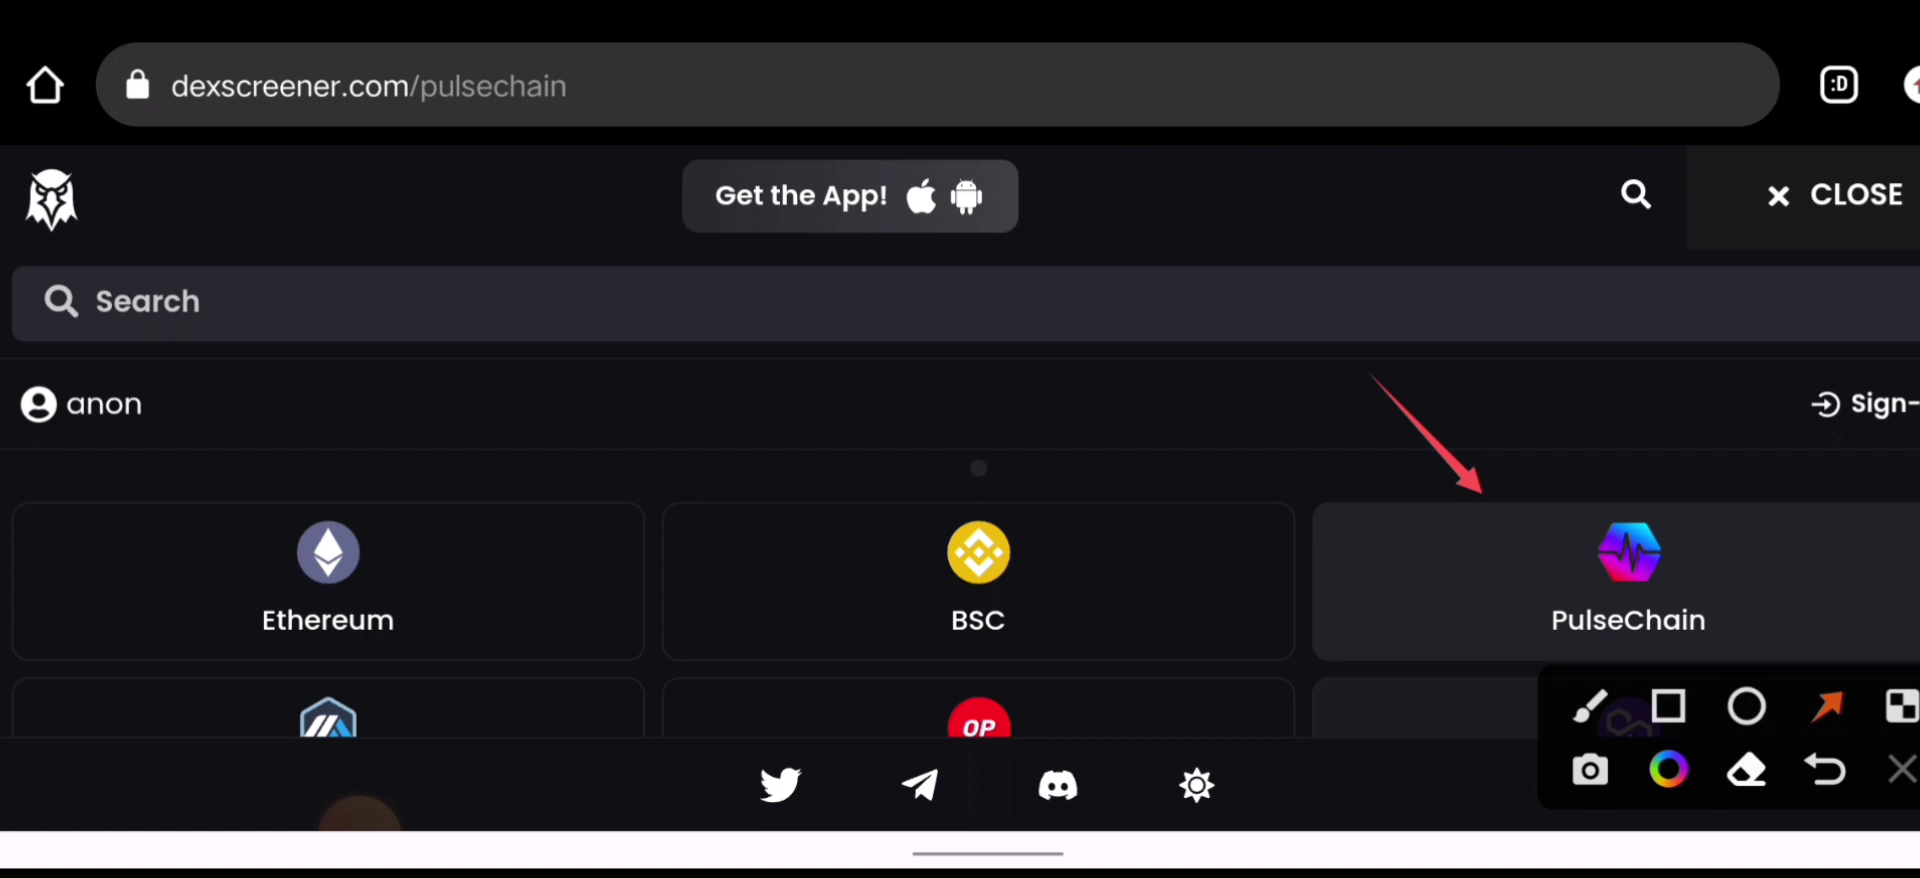 dexscreener.com/pulsechain
:D
Get the App!
CLOSE
Search
anon
Sign-
Ethereum
BSC
PulseChain
OP